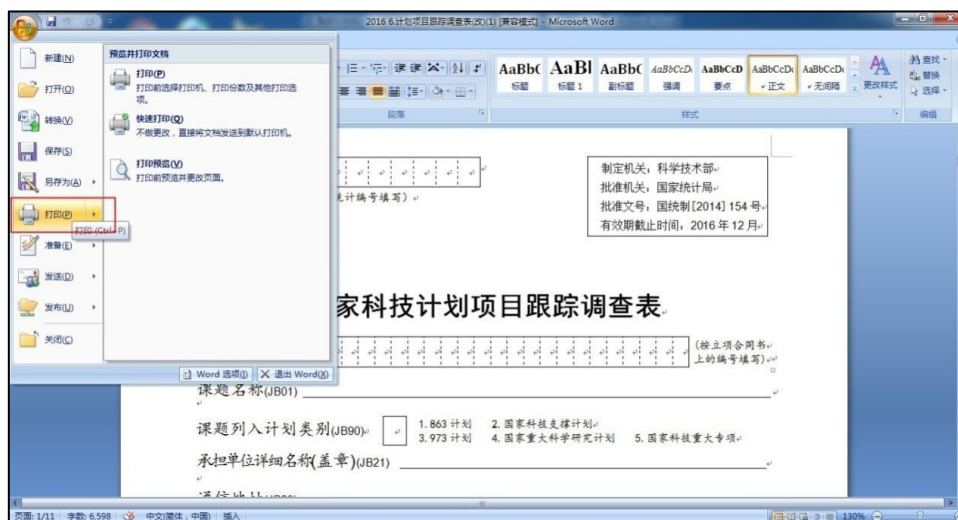 2016 6.计划项目跟踪调查表(改)(1) [兼容模式] - Microsoft Word
新建(N)
打开(O)
转换(V)
保存(S)
另存为(A)
打印(P)
打印 (Ctrl+P)
准备(E)
发送(D)
发布(U)
关闭(C)
预览并打印文档
打印(P)
打印前选择打印机、打印份数及其他打印选
项。
快速打印(Q)
不做更改，直接将文档发送到默认打印机。
打印预览(V)
打印前预览并更改页面。
Word 选项(I) 退出 Word(X)
段落
AaBbC AaBl AaBbC AaBbCcD AaBbCcD AaBbCcDc AaBbCcDc
标题 标题 1 副标题 强调 要点 正文 无间隔
更改样式
样式
查找
替换
选择
编辑
计编号填写)
制定机关：科学技术部
批准机关：国家统计局
批准文号：国统制[2014] 154 号
有效期截止时间：2016 年 12 月
家科技计划项目跟踪调查表
(按立项合同书
上的编号填写)
课题名称(JB01)
课题列入计划类别(JB90)
1.863 计划 2.国家科技支撑计划
3.973 计划 4.国家重大科学研究计划 5.国家科技重大专项
承担单位详细名称(盖章)(JB21)
页面: 1/11 字数: 6,598 中文(简体，中国) 插入 130%